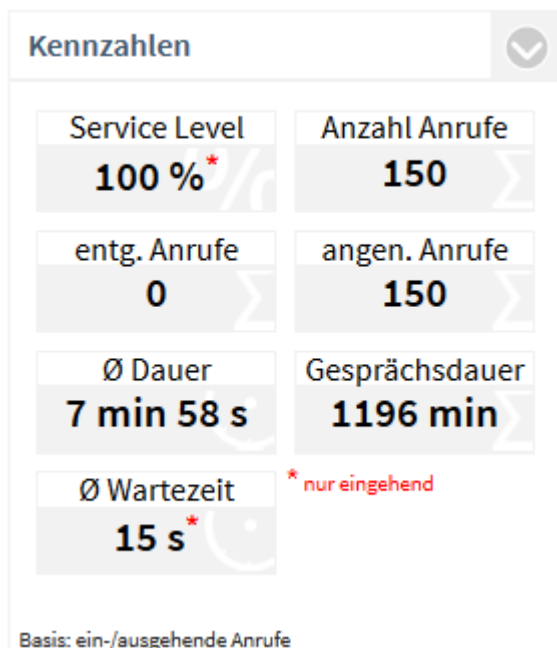 Kennzahlen
Service Level
100 %*
Anzahl Anrufe
150
entg. Anrufe
0
angen. Anrufe
150
Ø Dauer
7 min 58 s
Gesprächsdauer
1196 min
Ø Wartezeit
15 s*
* nur eingehend
Basis: ein-/ausgehende Anrufe